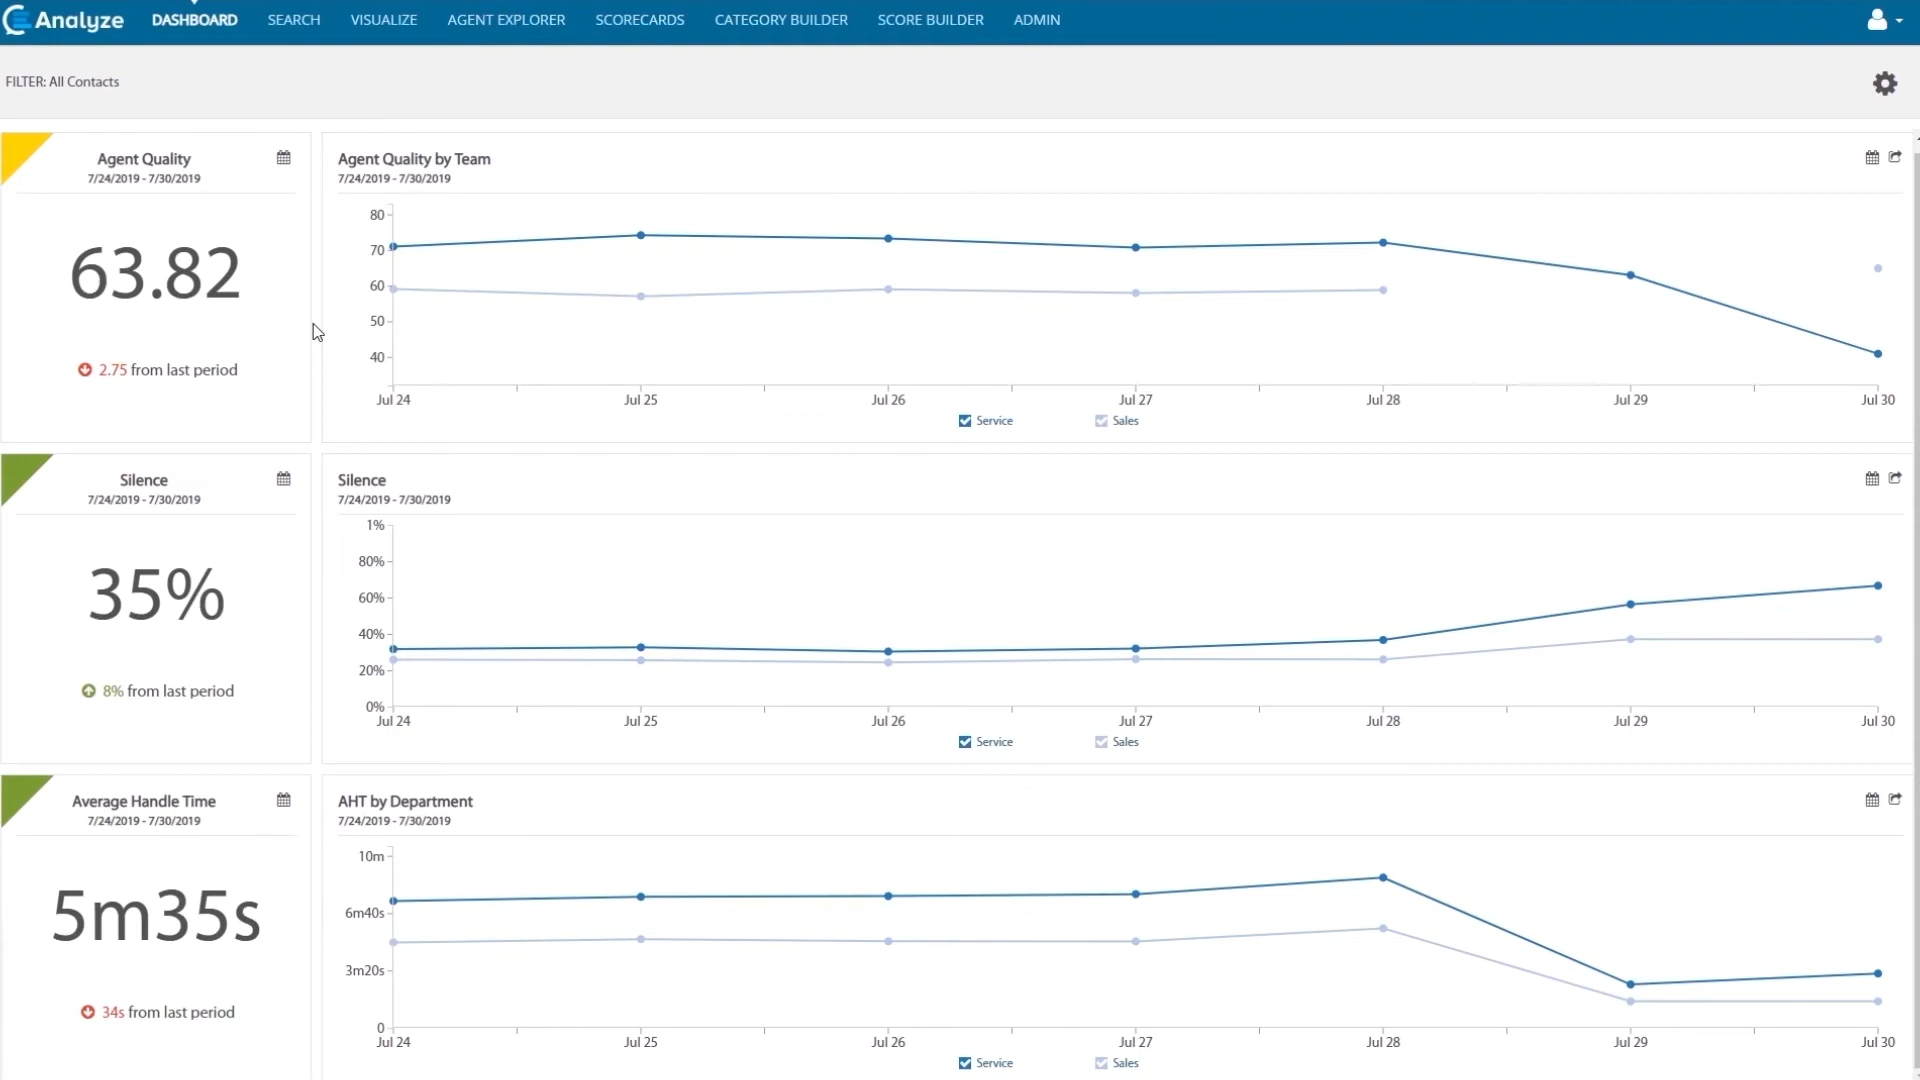 Analyze DASHBOARD SEARCH VISUALIZE AGENT EXPLORER SCORECARDS CATEGORY BUILDER SCORE BUILDER ADMIN
FILTER: All Contacts
Agent Quality
7/24/2019 - 7/30/2019
63.82
2.75 from last period
Agent Quality by Team
7/24/2019 - 7/30/2019
80
70
60
50
40
Jul 24 Jul 25 Jul 26 Jul 27 Jul 28 Jul 29 Jul 30
Service Sales
Silence
7/24/2019 - 7/30/2019
35%
8% from last period
Silence
7/24/2019 - 7/30/2019
1%
80%
60%
40%
20%
0%
Jul 24 Jul 25 Jul 26 Jul 27 Jul 28 Jul 29 Jul 30
Service Sales
Average Handle Time
7/24/2019 - 7/30/2019
5m35s
34s from last period
AHT by Department
7/24/2019 - 7/30/2019
10m
6m40s
3m20s
0
Jul 24 Jul 25 Jul 26 Jul 27 Jul 28 Jul 29 Jul 30
Service Sales